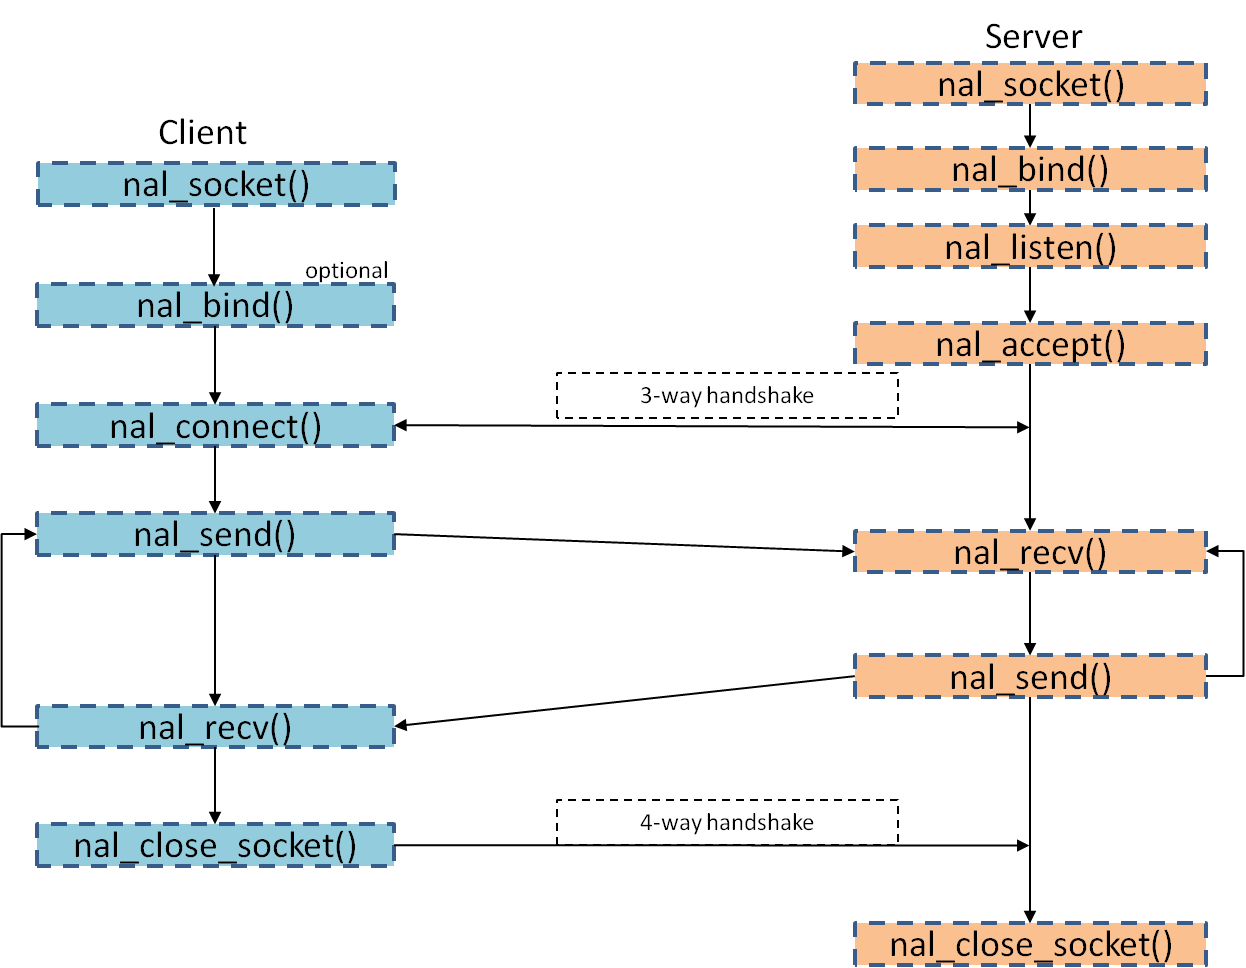 Server
nal_socket()
Client
nal_bind()
nal_socket()
nal_listen()
optional
nal_bind()
nal_accept()
3-way handshake
nal_connect()
nal_send()
nal_recv()
nal_send()
nal_recv()
4-way handshake
nal_close_socket()
nal_close_socket()